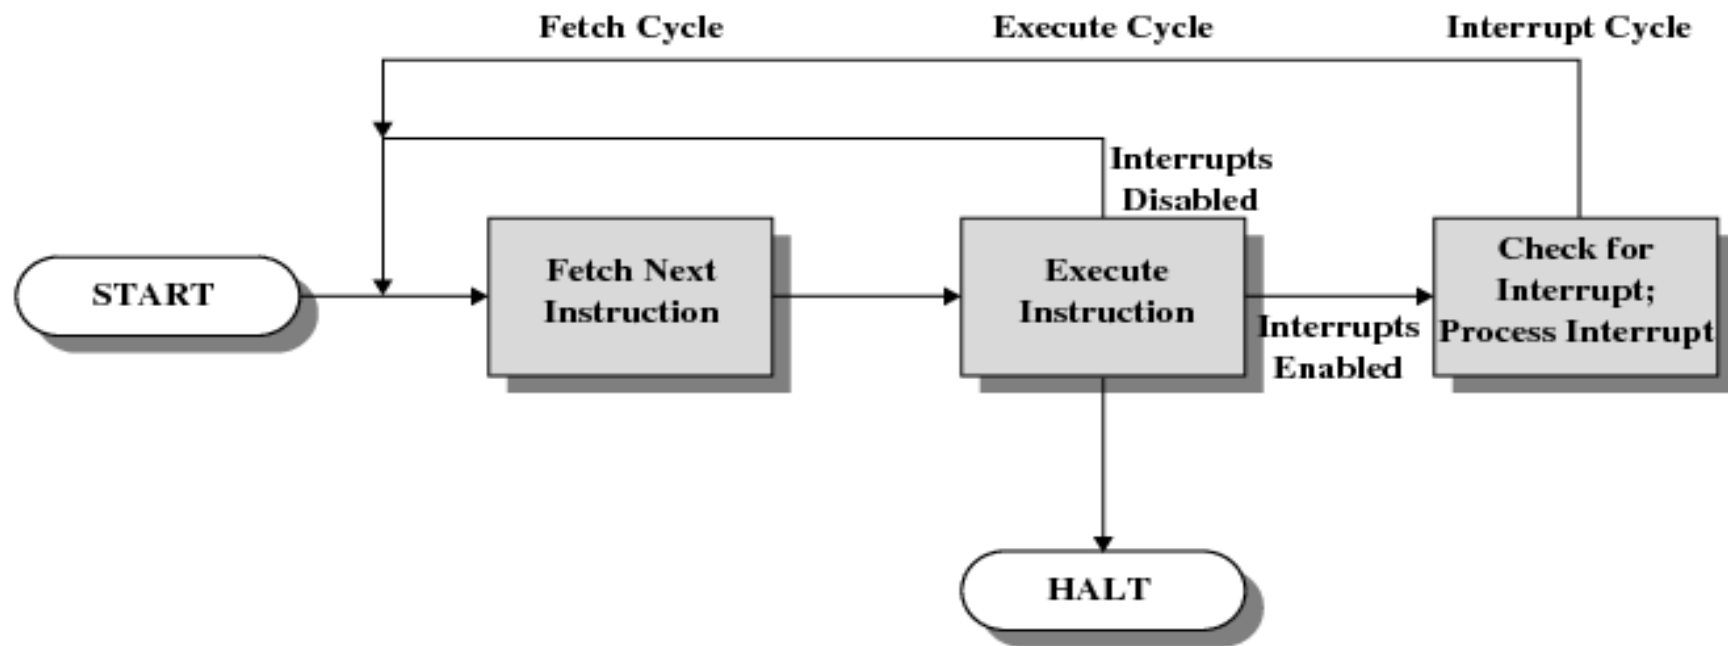 Fetch Cycle
Execute Cycle
Interrupt Cycle
Interrupts
Disabled
START
Fetch Next
Instruction
Execute
Instruction
Interrupts
Enabled
Check for
Interrupt;
Process Interrupt
HALT